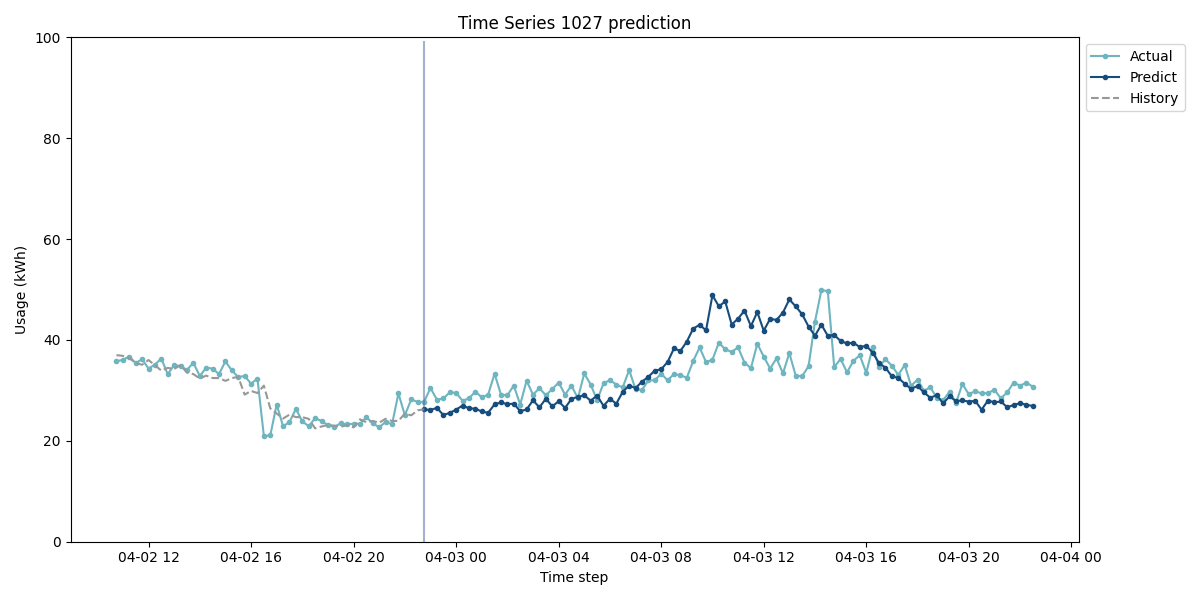 Time Series 1027 prediction
100
80
60
40
20
0
Usage (kWh)
04-02 12
04-02 16
04-02 20
04-03 00
04-03 04
04-03 08
04-03 12
04-03 16
04-03 20
04-04 00
Time step
Actual
Predict
History